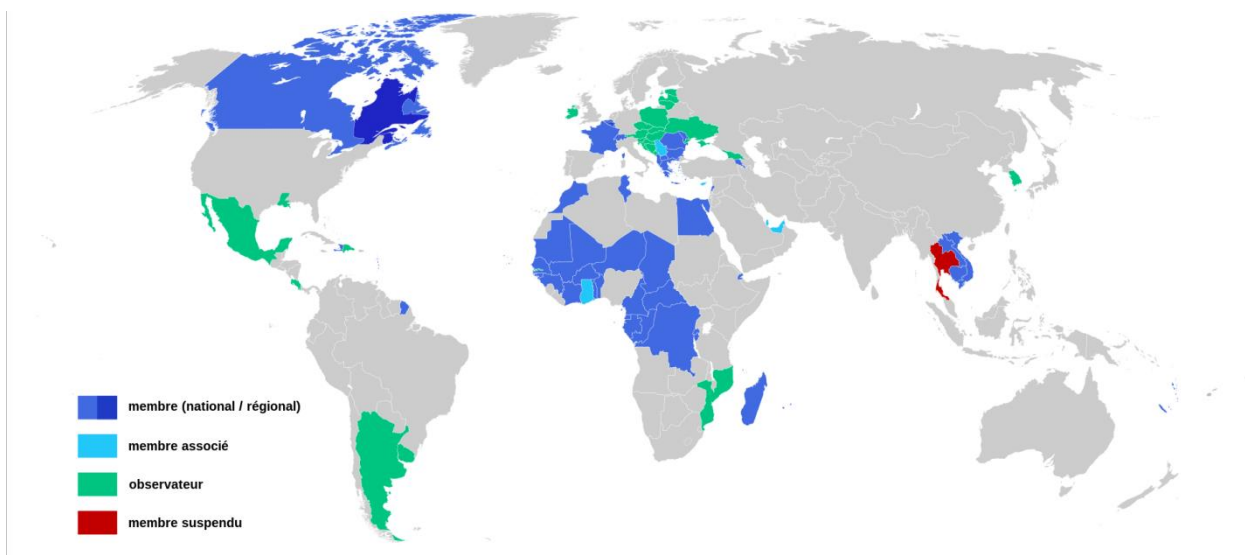 membre (national / régional)
membre associé
observateur
membre suspendu